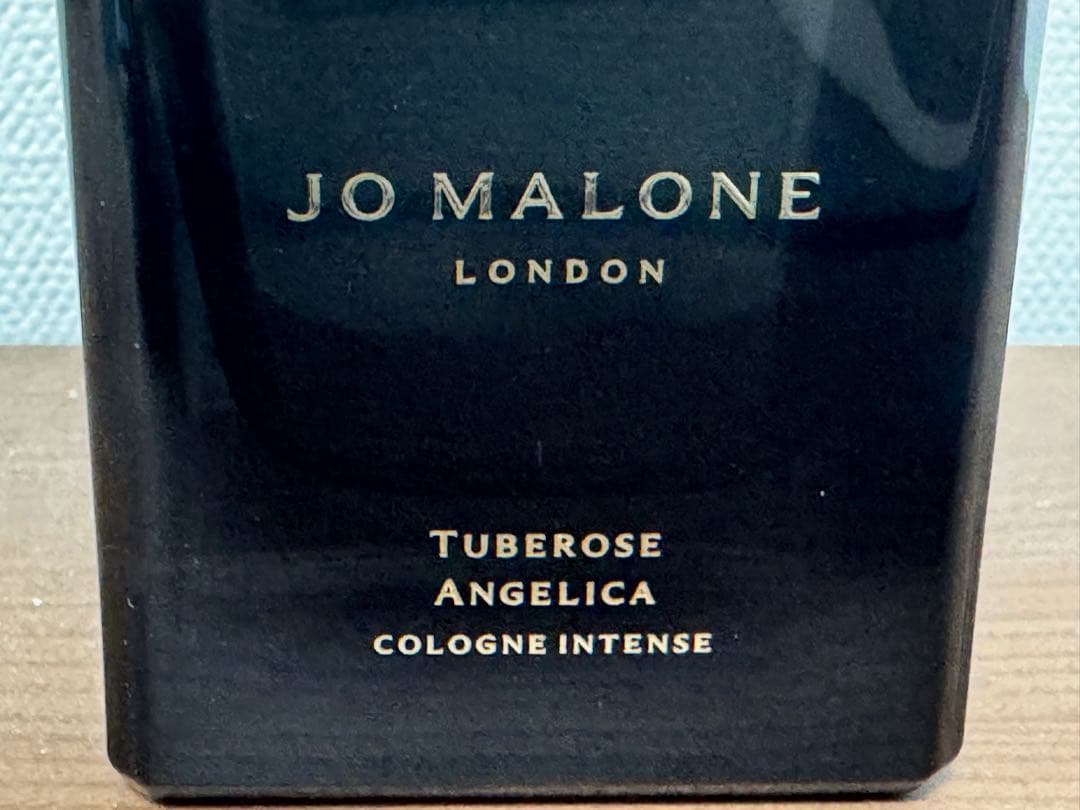 JO MALONE
LONDON
TUBEROSE
ANGELICA
COLOGNE INTENSE